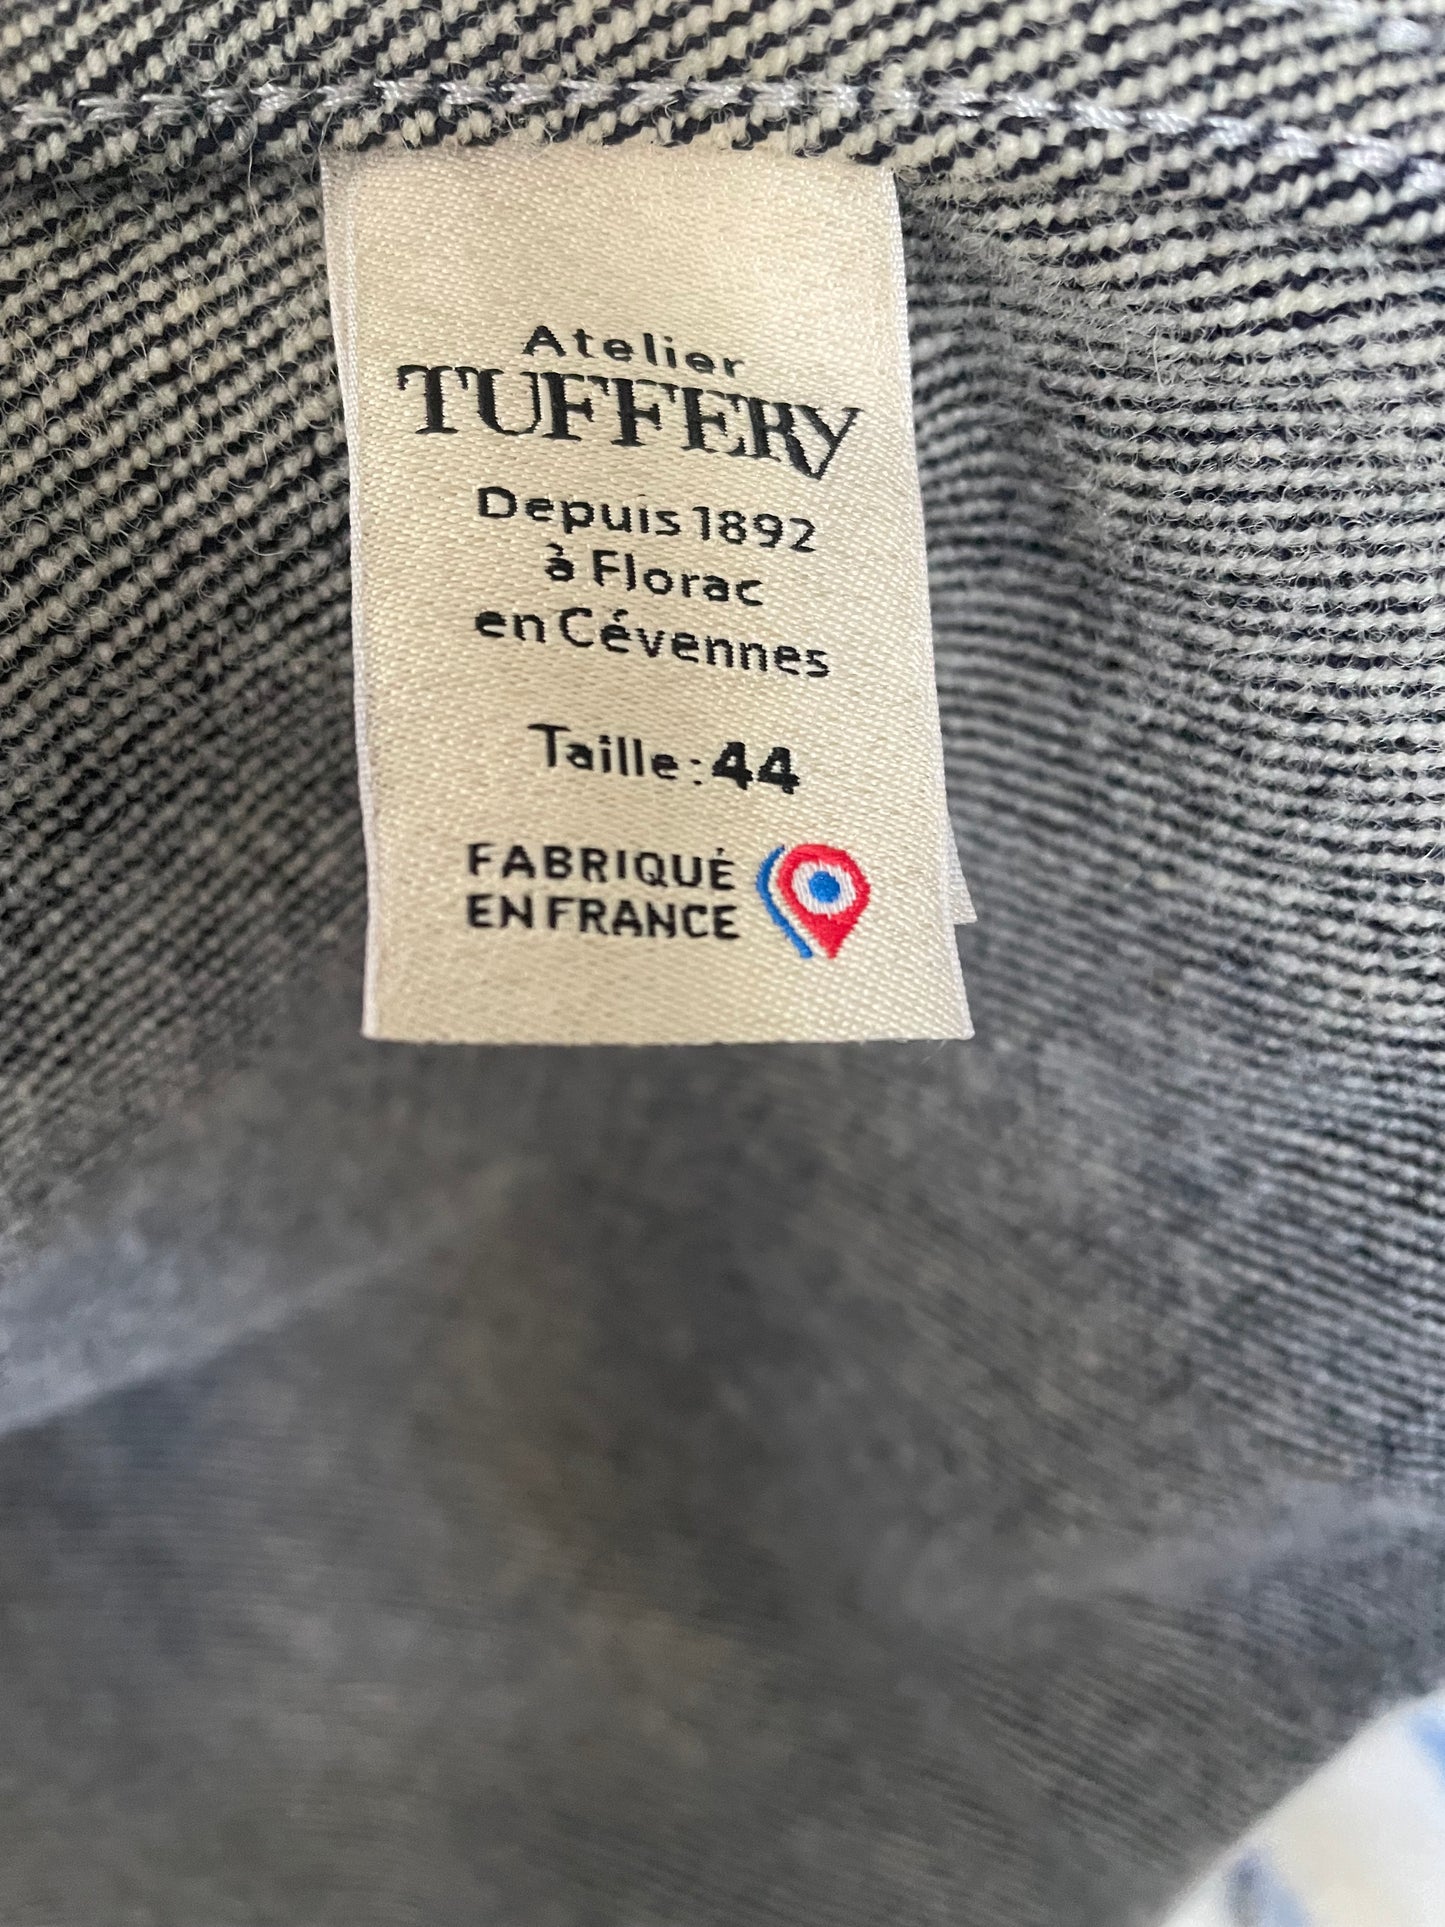 Atelier
TUFFERY
Depuis 1892
à Florac
en Cévennes
Taille : 44
FABRIQUÉ
EN FRANCE